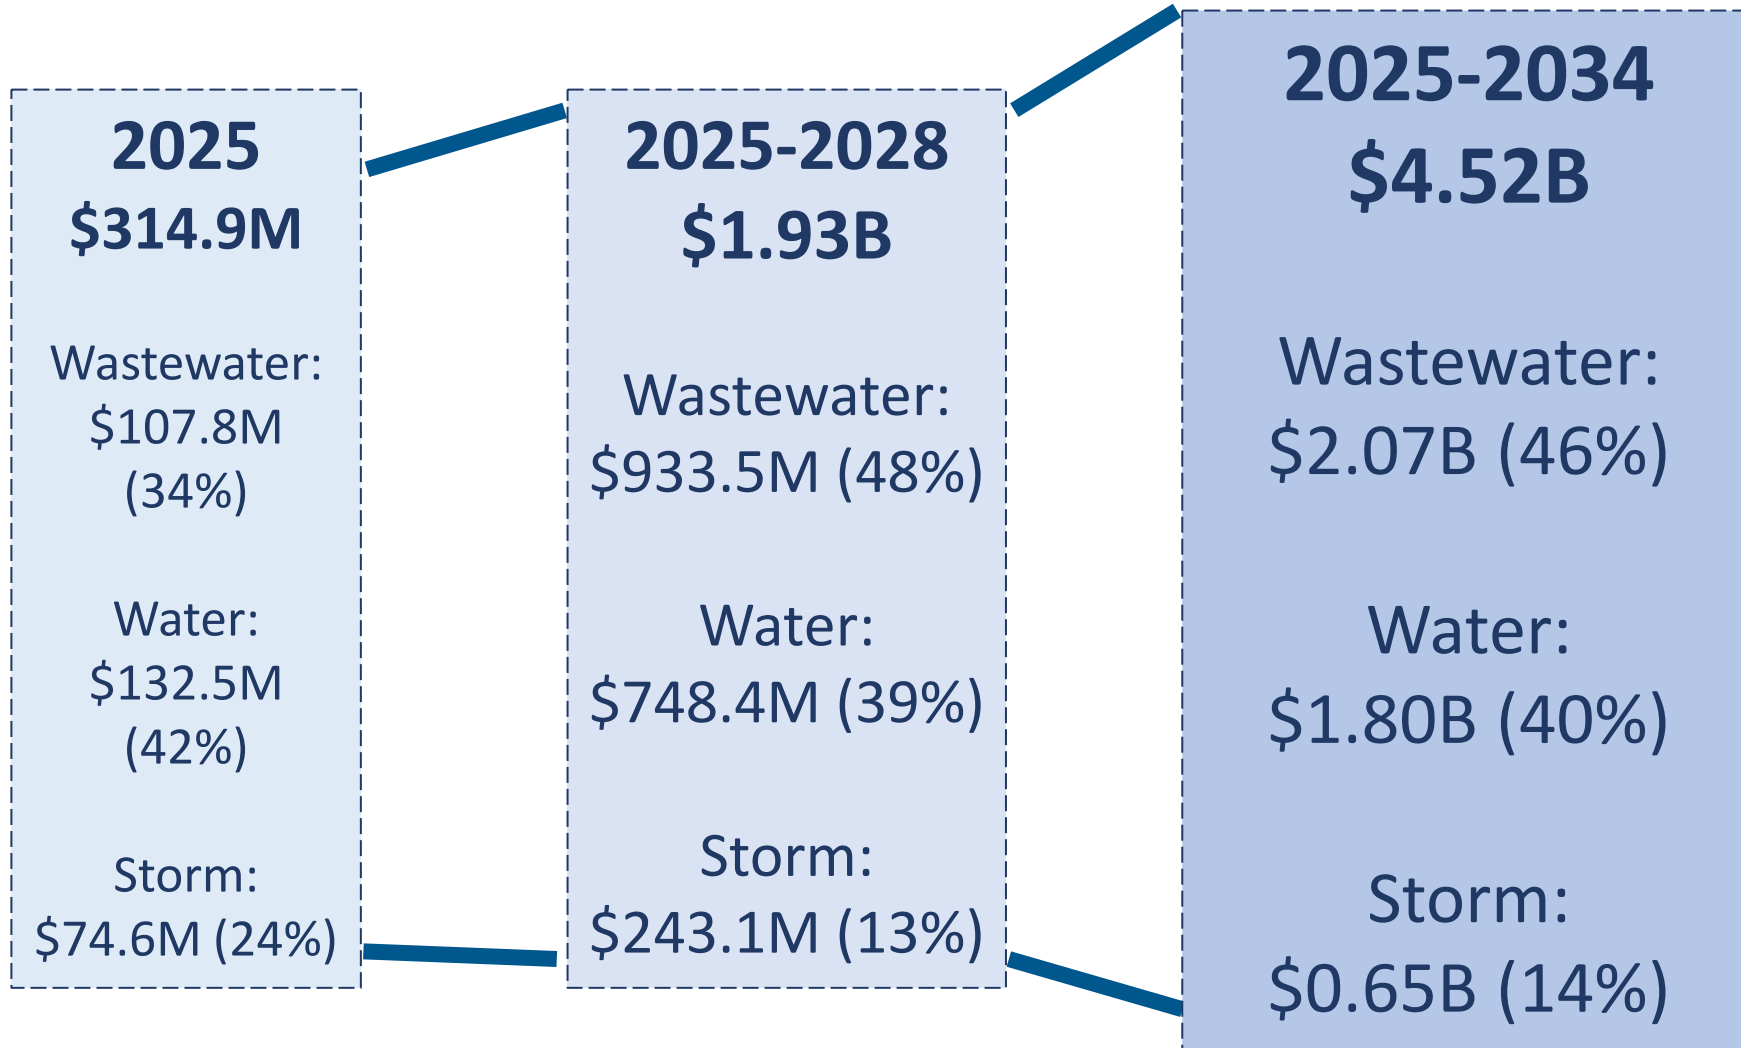 2025
$314.9M
Wastewater:
$107.8M
(34%)
Water:
$132.5M
(42%)
Storm:
$74.6M (24%)
2025-2028
$1.93B
Wastewater:
$933.5M (48%)
Water:
$748.4M (39%)
Storm:
$243.1M (13%)
2025-2034
$4.52B
Wastewater:
$2.07B (46%)
Water:
$1.80B (40%)
Storm:
$0.65B (14%)